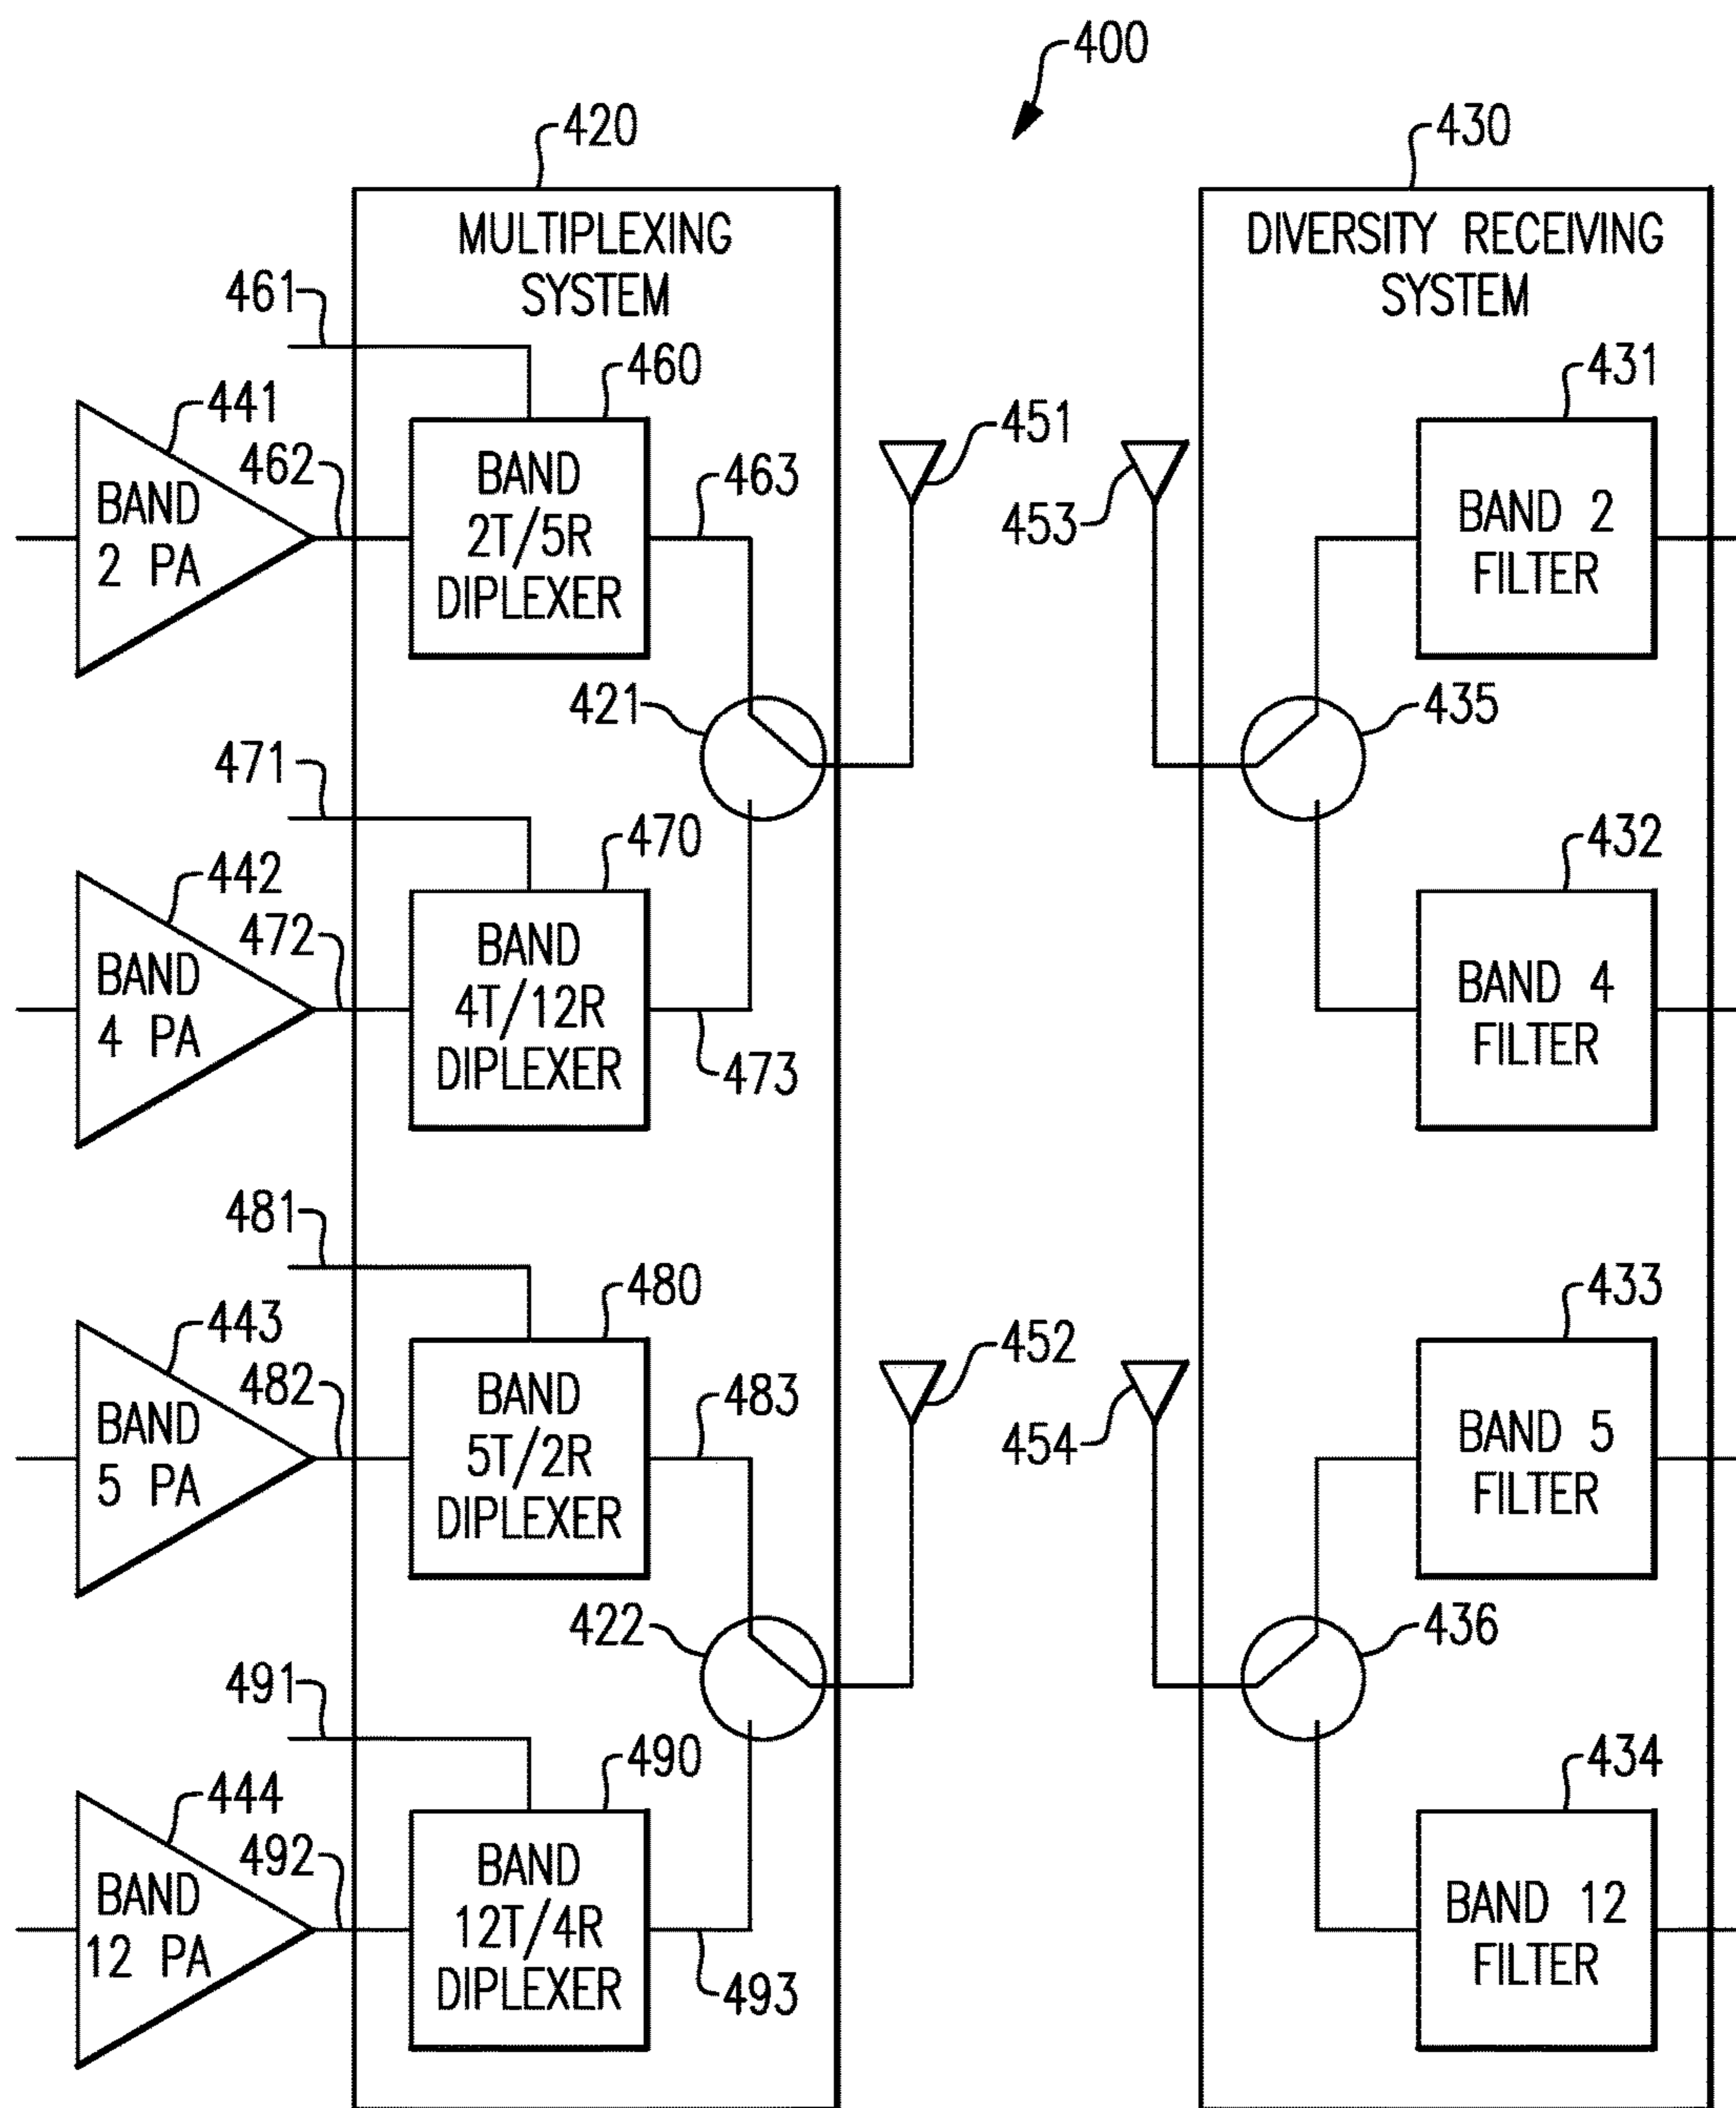 400
420
430
MULTIPLEXING
SYSTEM
DIVERSITY RECEIVING
SYSTEM
461
460
431
441
462
463
451
453
BAND
2 PA
BAND
2T/5R
DIPLEXER
BAND 2
FILTER
421
435
471
470
432
442
472
473
BAND
4 PA
BAND
4T/12R
DIPLEXER
BAND 4
FILTER
481
480
433
443
482
483
452
454
BAND
5 PA
BAND
5T/2R
DIPLEXER
BAND 5
FILTER
422
436
491
490
434
444
492
493
BAND
12 PA
BAND
12T/4R
DIPLEXER
BAND 12
FILTER